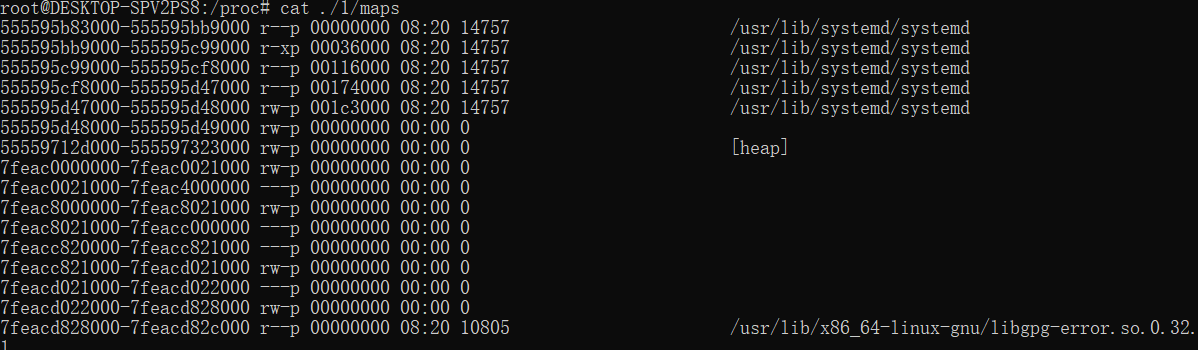 root@DESKTOP-SPV2PS8:/proc# cat ./1/maps
555595b83000-555595bb9000 r--p 00000000 08:20 14757 /usr/lib/systemd/systemd
555595bb9000-555595c99000 r-xp 00036000 08:20 14757 /usr/lib/systemd/systemd
555595c99000-555595cf8000 r--p 00116000 08:20 14757 /usr/lib/systemd/systemd
555595cf8000-555595d47000 r--p 00174000 08:20 14757 /usr/lib/systemd/systemd
555595d47000-555595d48000 rw-p 001c3000 08:20 14757 /usr/lib/systemd/systemd
555595d48000-555595d49000 rw-p 00000000 00:00 0
55559712d000-555597323000 rw-p 00000000 00:00 0 [heap]
7feac0000000-7feac0021000 rw-p 00000000 00:00 0
7feac0021000-7feac4000000 ---p 00000000 00:00 0
7feac8000000-7feac8021000 rw-p 00000000 00:00 0
7feac8021000-7feacc000000 ---p 00000000 00:00 0
7feacc820000-7feacc821000 ---p 00000000 00:00 0
7feacc821000-7feacd021000 rw-p 00000000 00:00 0
7feacd021000-7feacd022000 ---p 00000000 00:00 0
7feacd022000-7feacd828000 rw-p 00000000 00:00 0
7feacd828000-7feacd82c000 r--p 00000000 08:20 10805 /usr/lib/x86_64-linux-gnu/libgpg-error.so.0.32.